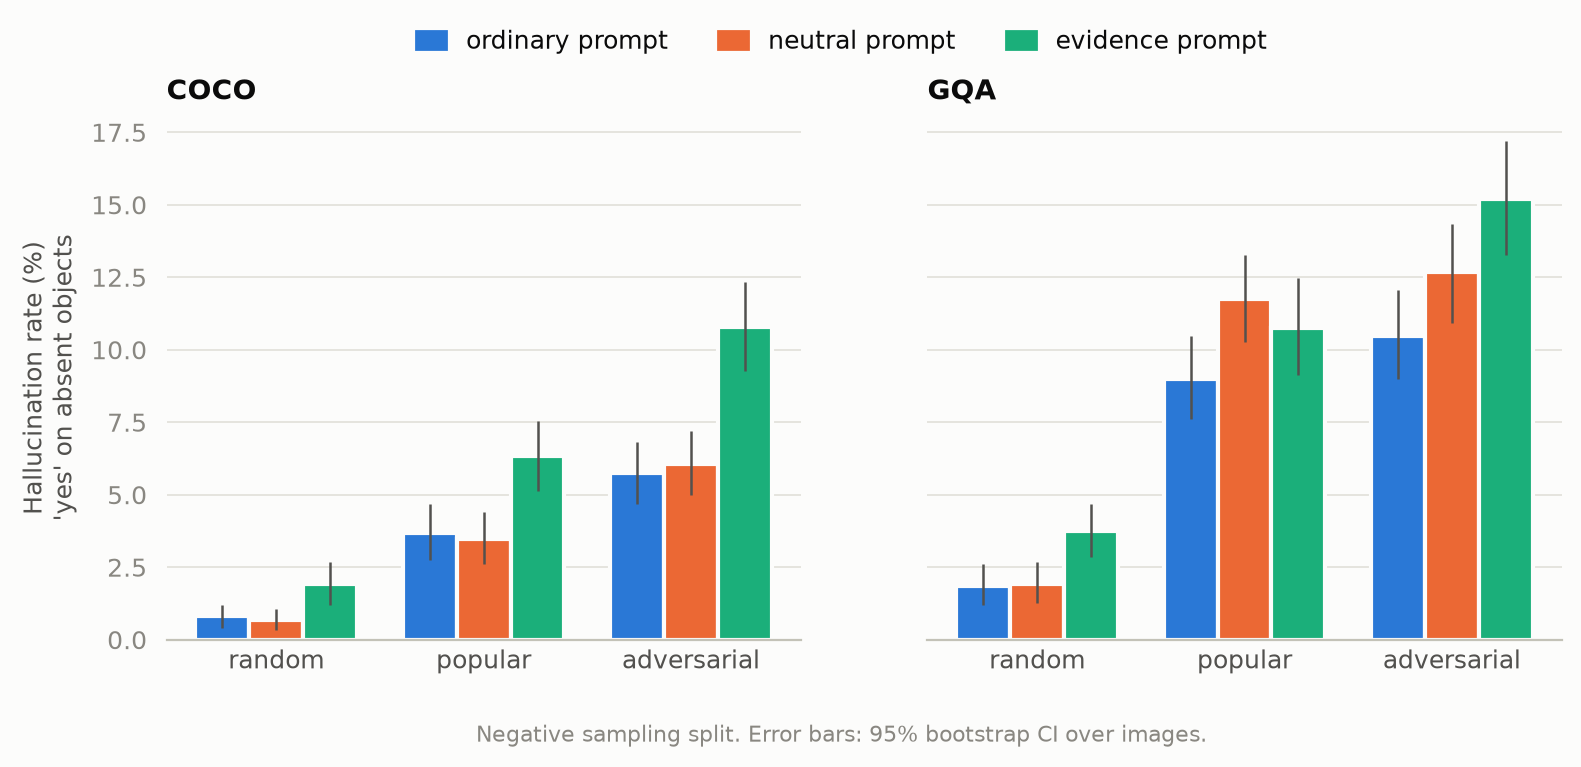 ordinary prompt
neutral prompt
evidence prompt
COCO
GQA
Hallucination rate (%)
'yes' on absent objects
17.5
15.0
12.5
10.0
7.5
5.0
2.5
0.0
random
popular
adversarial
random
popular
adversarial
Negative sampling split. Error bars: 95% bootstrap CI over images.